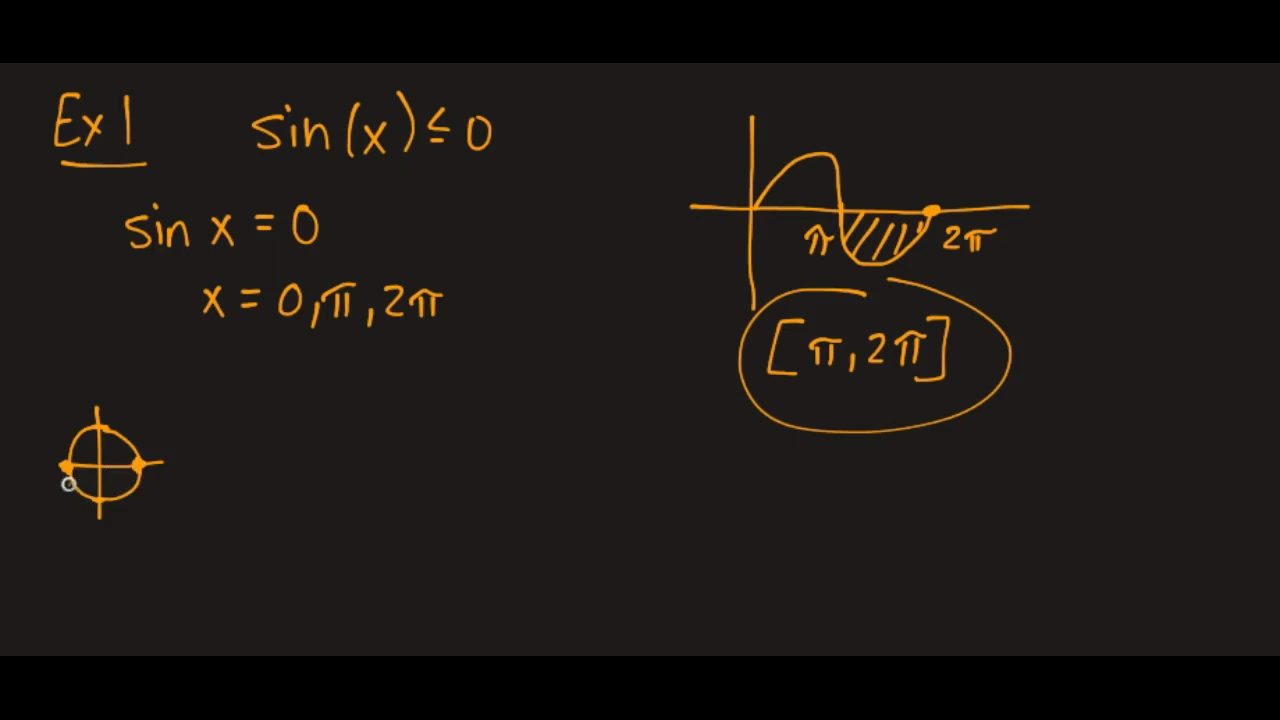 Ex 1
sin(x) ≤ 0
sin x = 0
x = 0, π, 2π
π
2π
[π, 2π]